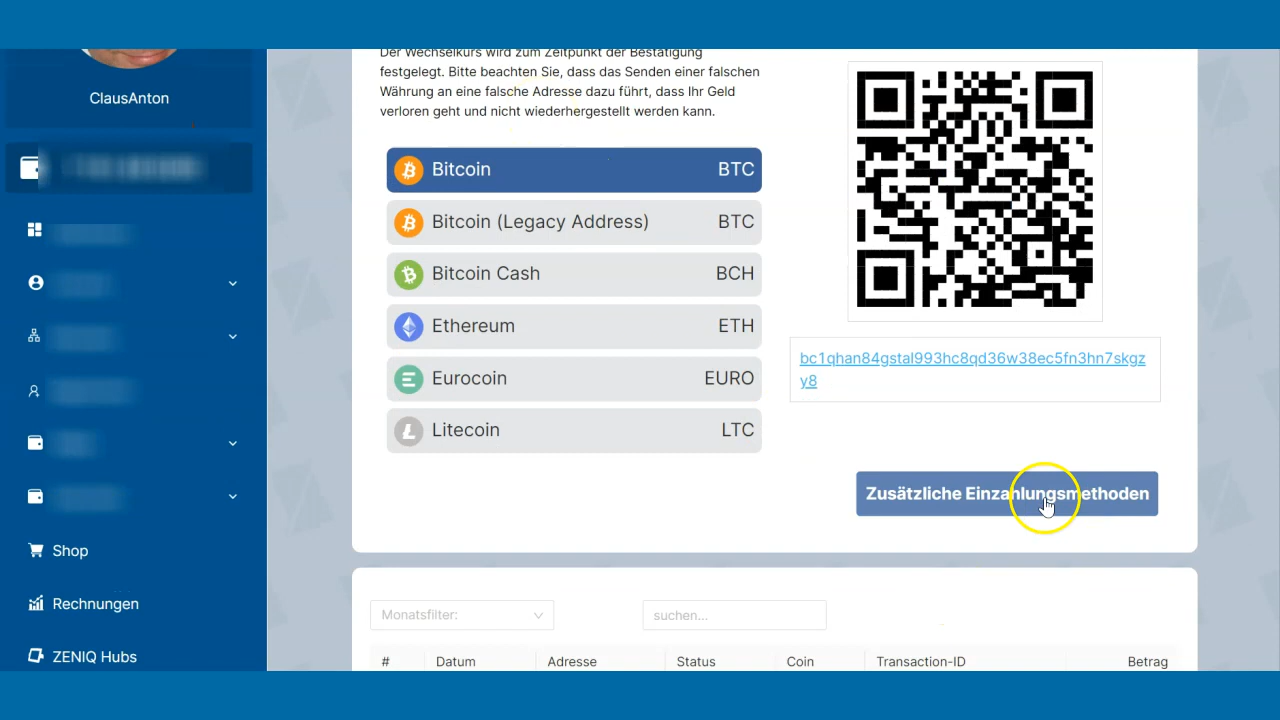 ClausAnton
Shop
Rechnungen
ZENIQ Hubs
Der Wechselkurs wird zum Zeitpunkt der Bestätigung
festgelegt. Bitte beachten Sie, dass das Senden einer falschen
Währung an eine falsche Adresse dazu führt, dass Ihr Geld
verloren geht und nicht wiederhergestellt werden kann.
Bitcoin BTC
Bitcoin (Legacy Address) BTC
Bitcoin Cash BCH
Ethereum ETH
Eurocoin EURO
Litecoin LTC
bc1qhan84gstal993hc8qd36w38ec5fn3hn7skgz
y8
Zusätzliche Einzahlungsmethoden
Monatsfilter: suchen...
# Datum Adresse Status Coin Transaction-ID Betrag